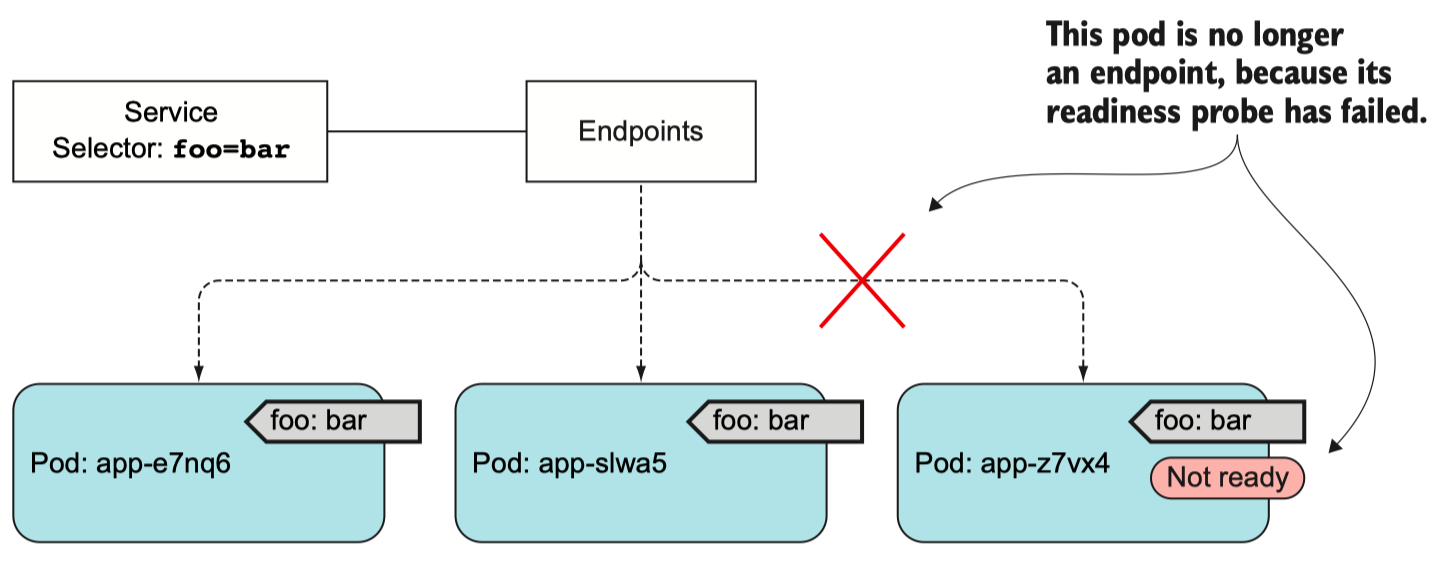 This pod is no longer
an endpoint, because its
readiness probe has failed.
Service
Selector: foo=bar
Endpoints
foo: bar
Pod: app-e7nq6
foo: bar
Pod: app-slwa5
foo: bar
Pod: app-z7vx4
Not ready